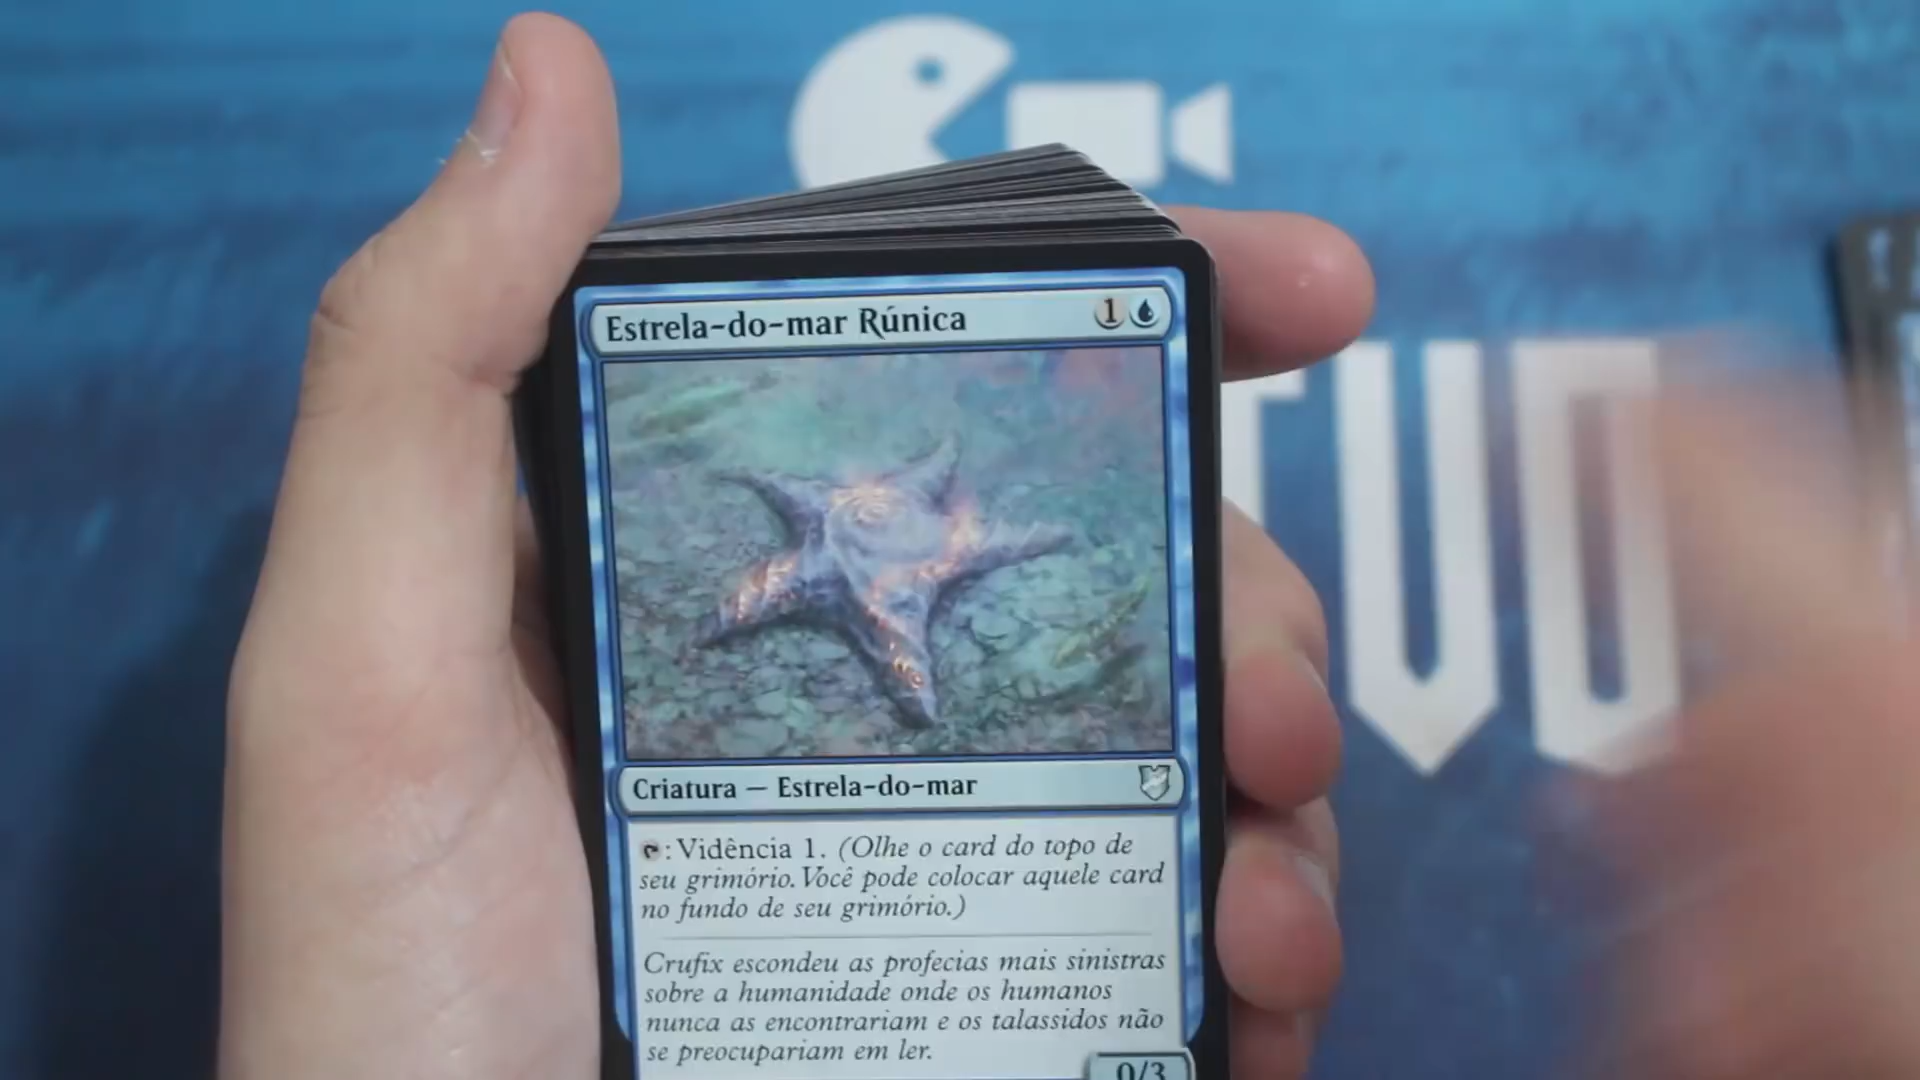 Estrela-do-mar Rúnica 1
Criatura — Estrela-do-mar
: Vidência 1. (Olhe o card do topo de
seu grimório. Você pode colocar aquele card
no fundo de seu grimório.)
Crufix escondeu as profecias mais sinistras
sobre a humanidade onde os humanos
nunca as encontrariam e os talassidos não
se preocupariam em ler.
0/3